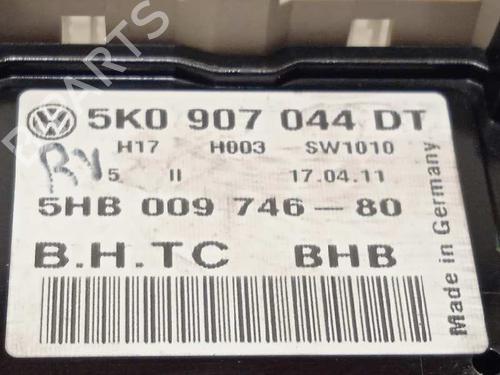 5K0 907 044 DT
H17 H003 SW1010
RV
5 II 17.04.11
5HB 009 746-80
B.H.TC BHB
Made in Germany